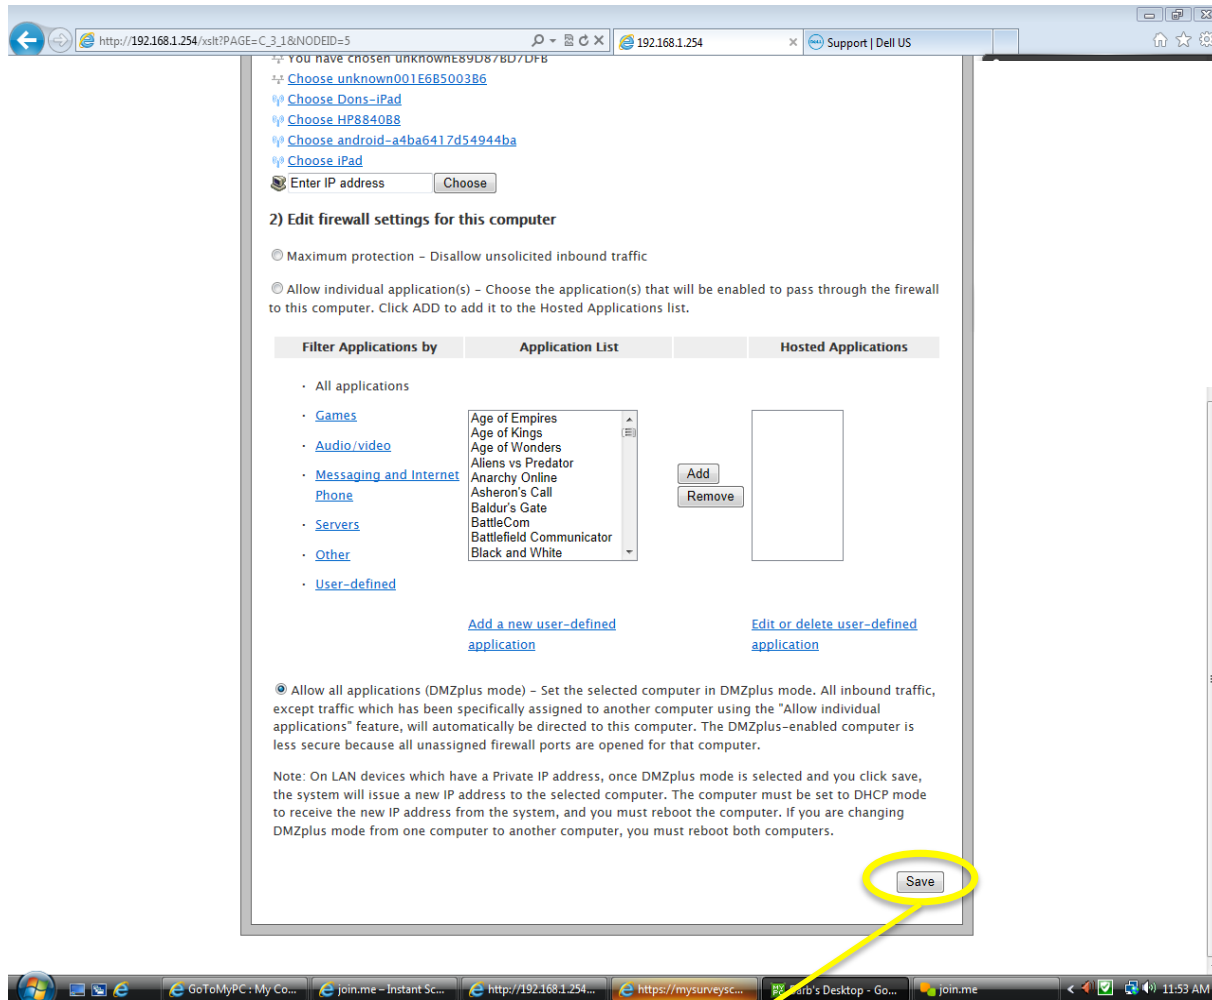 http://192.168.1.254/xslt?PAGE=C_3_1&NODEID=5
192.168.1.254
Support | Dell US
You have chosen unknownE89D87BD7DFB
Choose unknown001E6B5003B6
Choose Dons-iPad
Choose HP8840B8
Choose android-a4ba6417d54944ba
Choose iPad
Enter IP address Choose
2) Edit firewall settings for this computer
Maximum protection – Disallow unsolicited inbound traffic
Allow individual application(s) – Choose the application(s) that will be enabled to pass through the firewall
to this computer. Click ADD to add it to the Hosted Applications list.
Filter Applications by Application List Hosted Applications
· All applications
· Games
· Audio/video
· Messaging and Internet
Phone
· Servers
· Other
· User-defined
Age of Empires
Age of Kings
Age of Wonders
Aliens vs Predator
Anarchy Online
Asheron's Call
Baldur's Gate
BattleCom
Battlefield Communicator
Black and White
Add
Remove
Add a new user-defined
application
Edit or delete user-defined
application
Allow all applications (DMZplus mode) – Set the selected computer in DMZplus mode. All inbound traffic,
except traffic which has been specifically assigned to another computer using the "Allow individual
applications" feature, will automatically be directed to this computer. The DMZplus-enabled computer is
less secure because all unassigned firewall ports are opened for that computer.
Note: On LAN devices which have a Private IP address, once DMZplus mode is selected and you click save,
the system will issue a new IP address to the selected computer. The computer must be set to DHCP mode
to receive the new IP address from the system, and you must reboot the computer. If you are changing
DMZplus mode from one computer to another computer, you must reboot both computers.
Save
GoToMyPC : My Co... join.me – Instant Sc... http://192.168.1.254... https://mysurveysc... Barb's Desktop - Go... join.me 11:53 AM